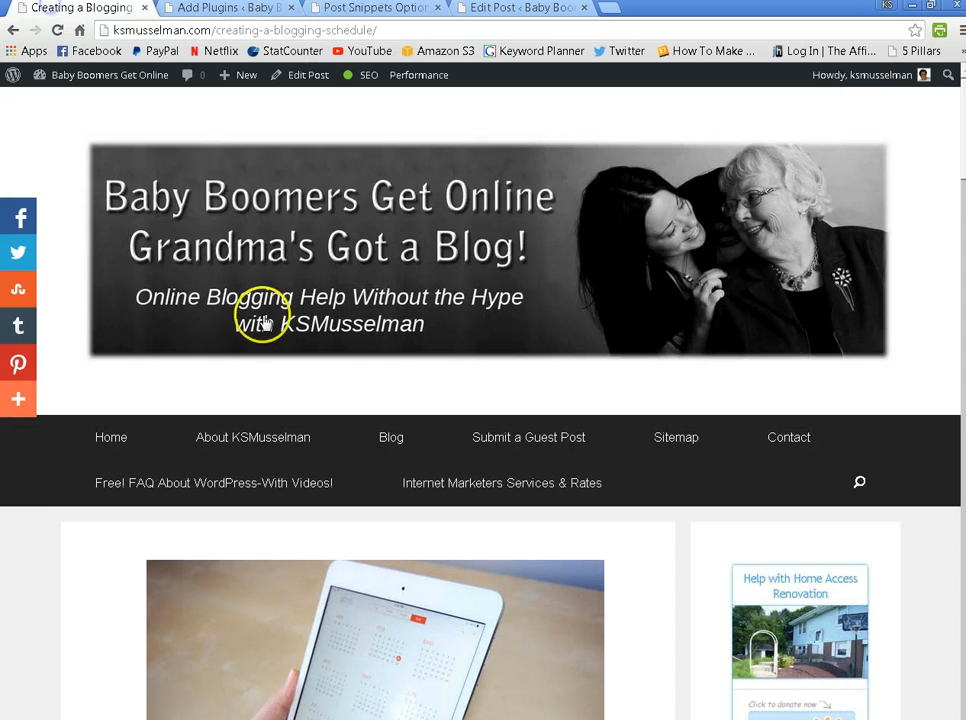 Creating a Blogging
Add Plugins ‹ Baby B
Post Snippets Option
Edit Post ‹ Baby Boo
KS
ksmusselman.com/creating-a-blogging-schedule/
Apps Facebook PayPal Netflix StatCounter YouTube Amazon S3 Keyword Planner Twitter How To Make ... Log In | The Affi... 5 Pillars
Baby Boomers Get Online 0 New Edit Post SEO Performance Howdy, ksmusselman
Baby Boomers Get Online
Grandma's Got a Blog!
Online Blogging Help Without the Hype
with KSMusselman
Home About KSMusselman Blog Submit a Guest Post Sitemap Contact
Free! FAQ About WordPress-With Videos! Internet Marketers Services & Rates
Help with Home Access
Renovation
Click to donate now